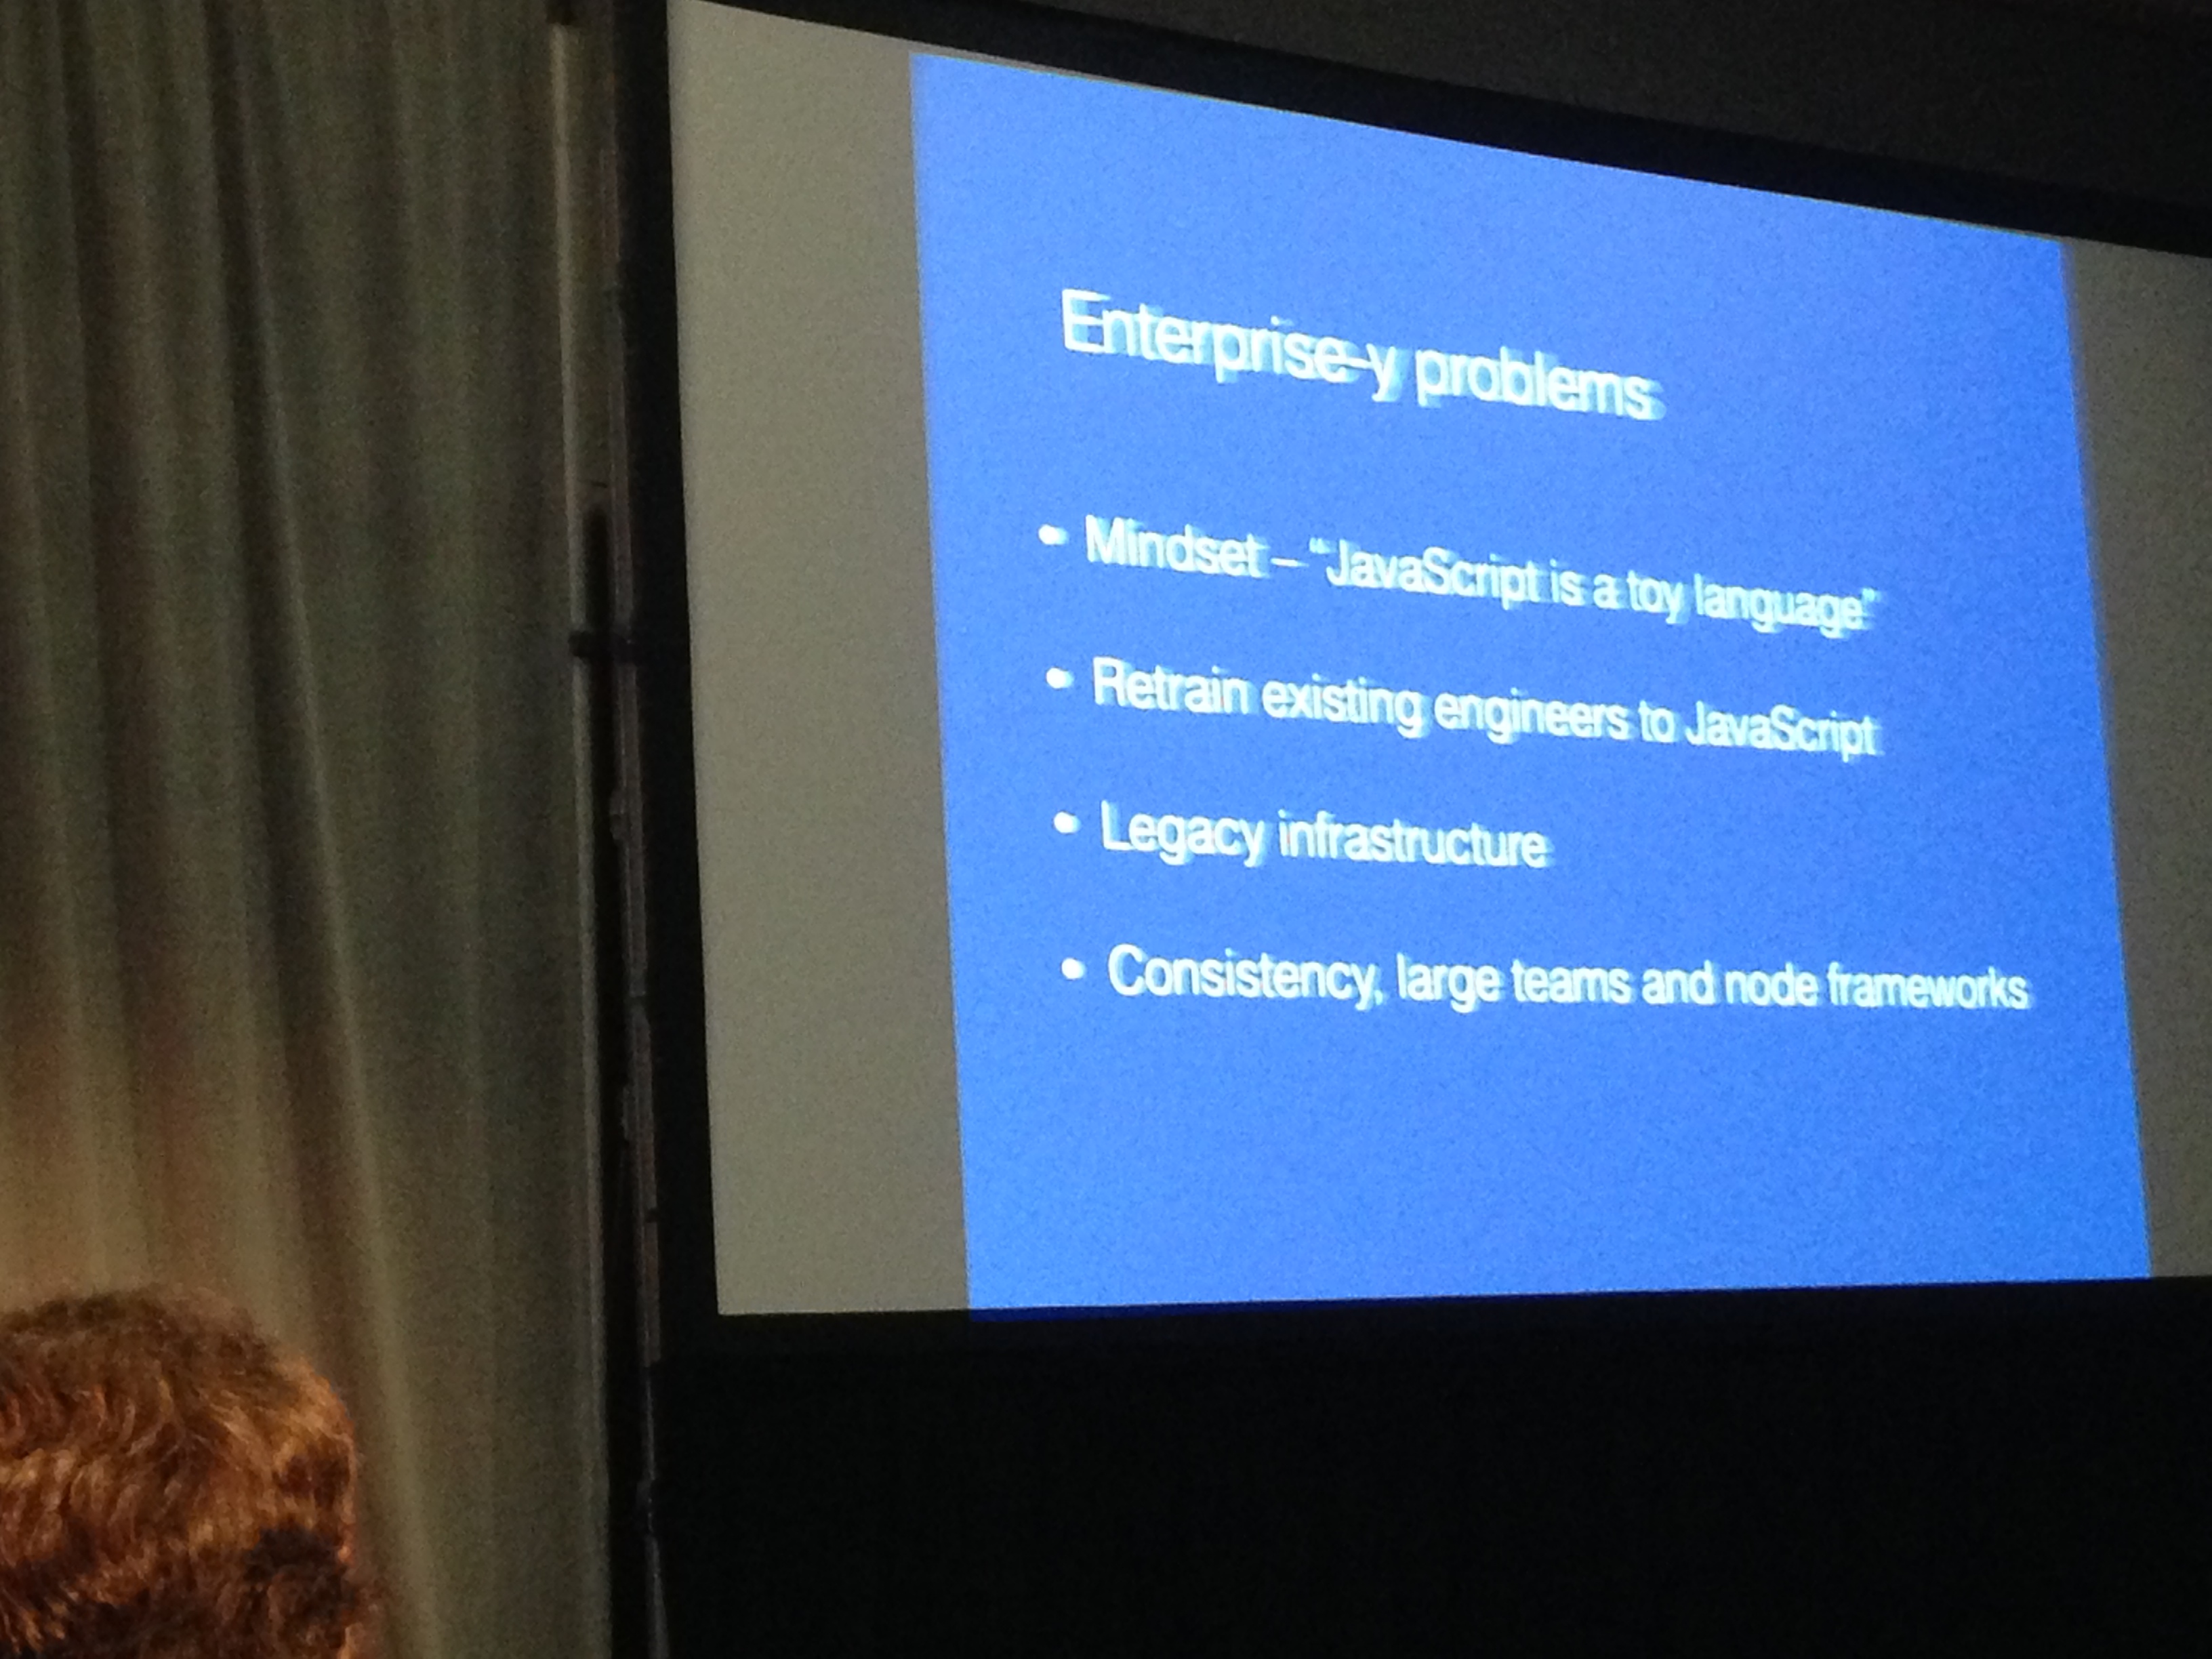 Enterprise-y problems
• Mindset – “JavaScript is a toy language”
• Retrain existing engineers to JavaScript
• Legacy infrastructure
• Consistency, large teams and node frameworks